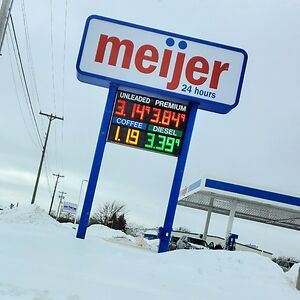 meijer
24 hours
UNLEADED PREMIUM
3.14⁹ 3.84⁹
COFFEE DIESEL
1.19 3.39⁹